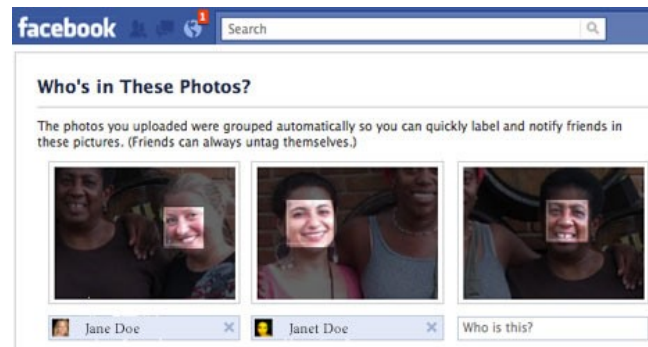 facebook 1 Search
Who's in These Photos?
The photos you uploaded were grouped automatically so you can quickly label and notify friends in
these pictures. (Friends can always untag themselves.)
Jane Doe Janet Doe Who is this?